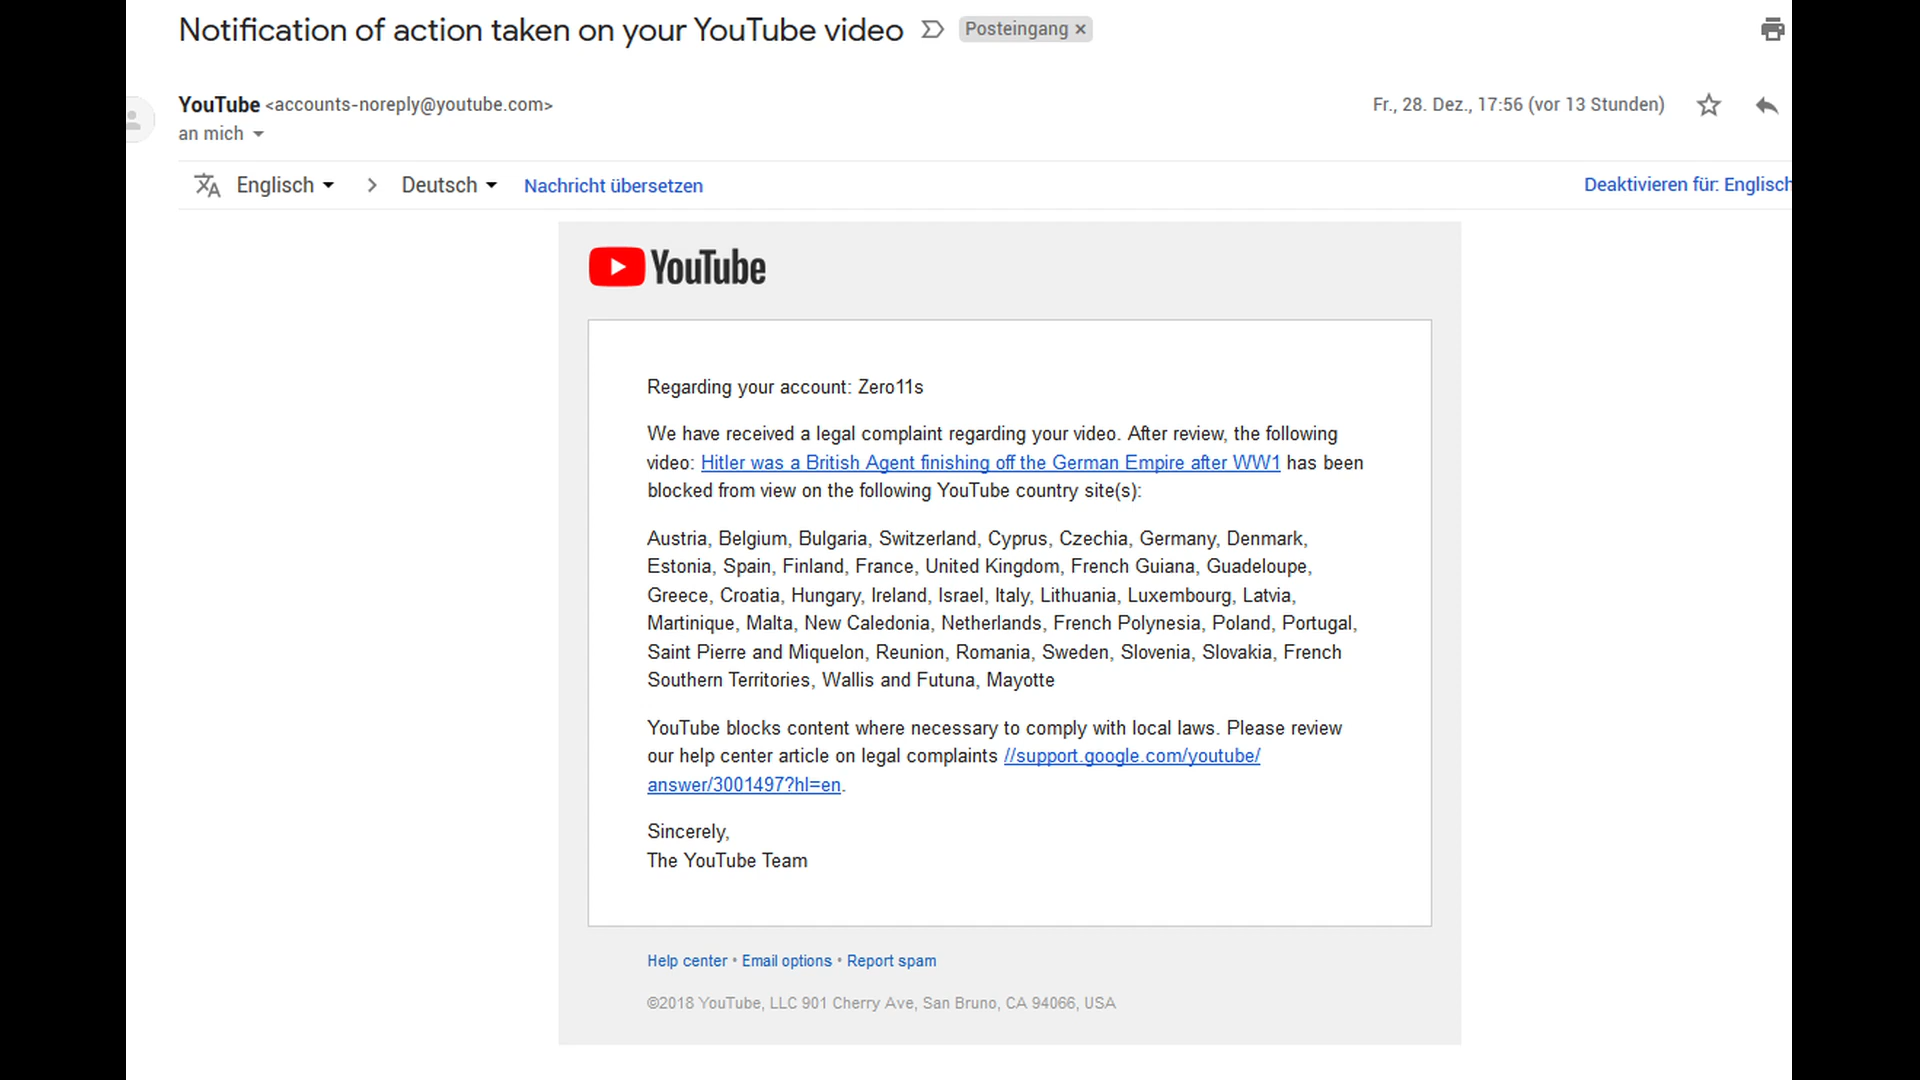 Notification of action taken on your YouTube video
Posteingang ×
YouTube <accounts-noreply@youtube.com>
Fr., 28. Dez., 17:56 (vor 13 Stunden)
an mich
Englisch > Deutsch Nachricht übersetzen
Deaktivieren für: Englisch
YouTube
Regarding your account: Zero11s
We have received a legal complaint regarding your video. After review, the following
video: Hitler was a British Agent finishing off the German Empire after WW1 has been
blocked from view on the following YouTube country site(s):
Austria, Belgium, Bulgaria, Switzerland, Cyprus, Czechia, Germany, Denmark,
Estonia, Spain, Finland, France, United Kingdom, French Guiana, Guadeloupe,
Greece, Croatia, Hungary, Ireland, Israel, Italy, Lithuania, Luxembourg, Latvia,
Martinique, Malta, New Caledonia, Netherlands, French Polynesia, Poland, Portugal,
Saint Pierre and Miquelon, Reunion, Romania, Sweden, Slovenia, Slovakia, French
Southern Territories, Wallis and Futuna, Mayotte
YouTube blocks content where necessary to comply with local laws. Please review
our help center article on legal complaints //support.google.com/youtube/
answer/3001497?hl=en.
Sincerely,
The YouTube Team
Help center • Email options • Report spam
©2018 YouTube, LLC 901 Cherry Ave, San Bruno, CA 94066, USA